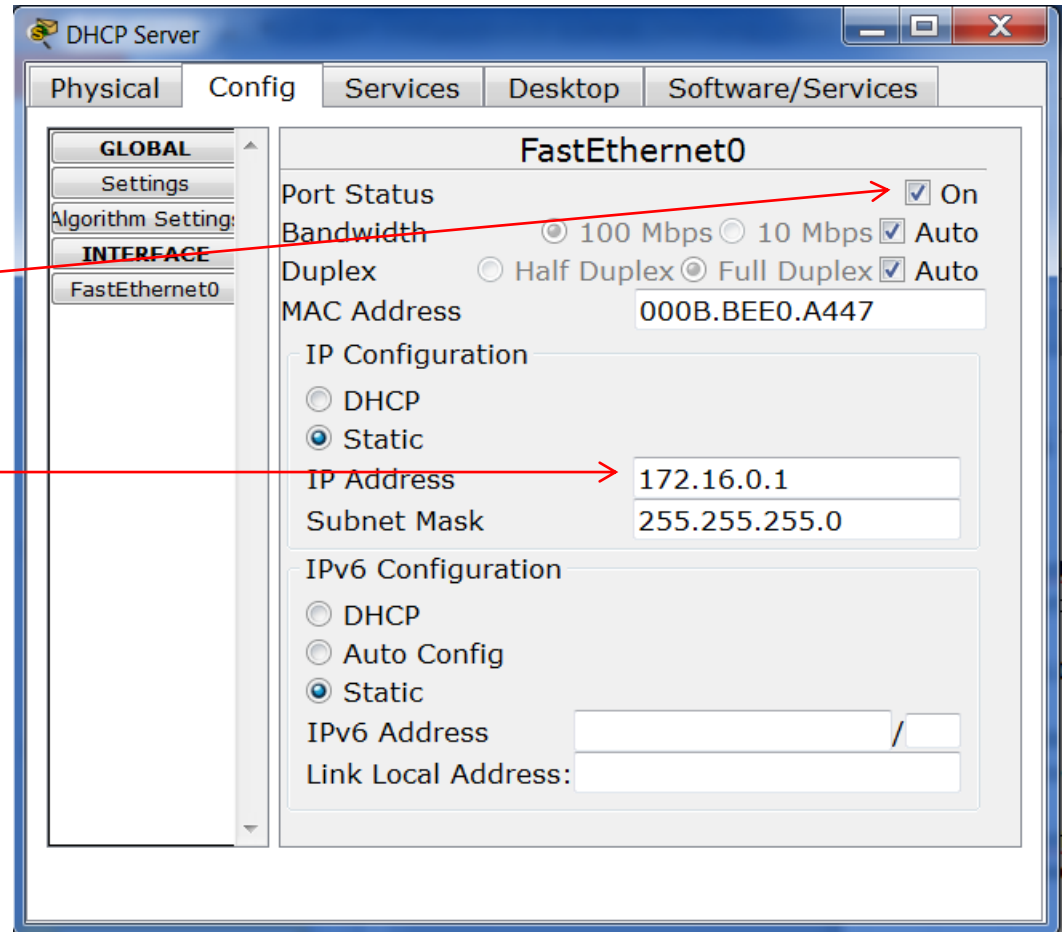 DHCP Server
Physical Config Services Desktop Software/Services
GLOBAL
Settings
Algorithm Settings
INTERFACE
FastEthernet0
FastEthernet0
Port Status On
Bandwidth 100 Mbps 10 Mbps Auto
Duplex Half Duplex Full Duplex Auto
MAC Address 000B.BEE0.A447
IP Configuration
DHCP
Static
IP Address 172.16.0.1
Subnet Mask 255.255.255.0
IPv6 Configuration
DHCP
Auto Config
Static
IPv6 Address /
Link Local Address: